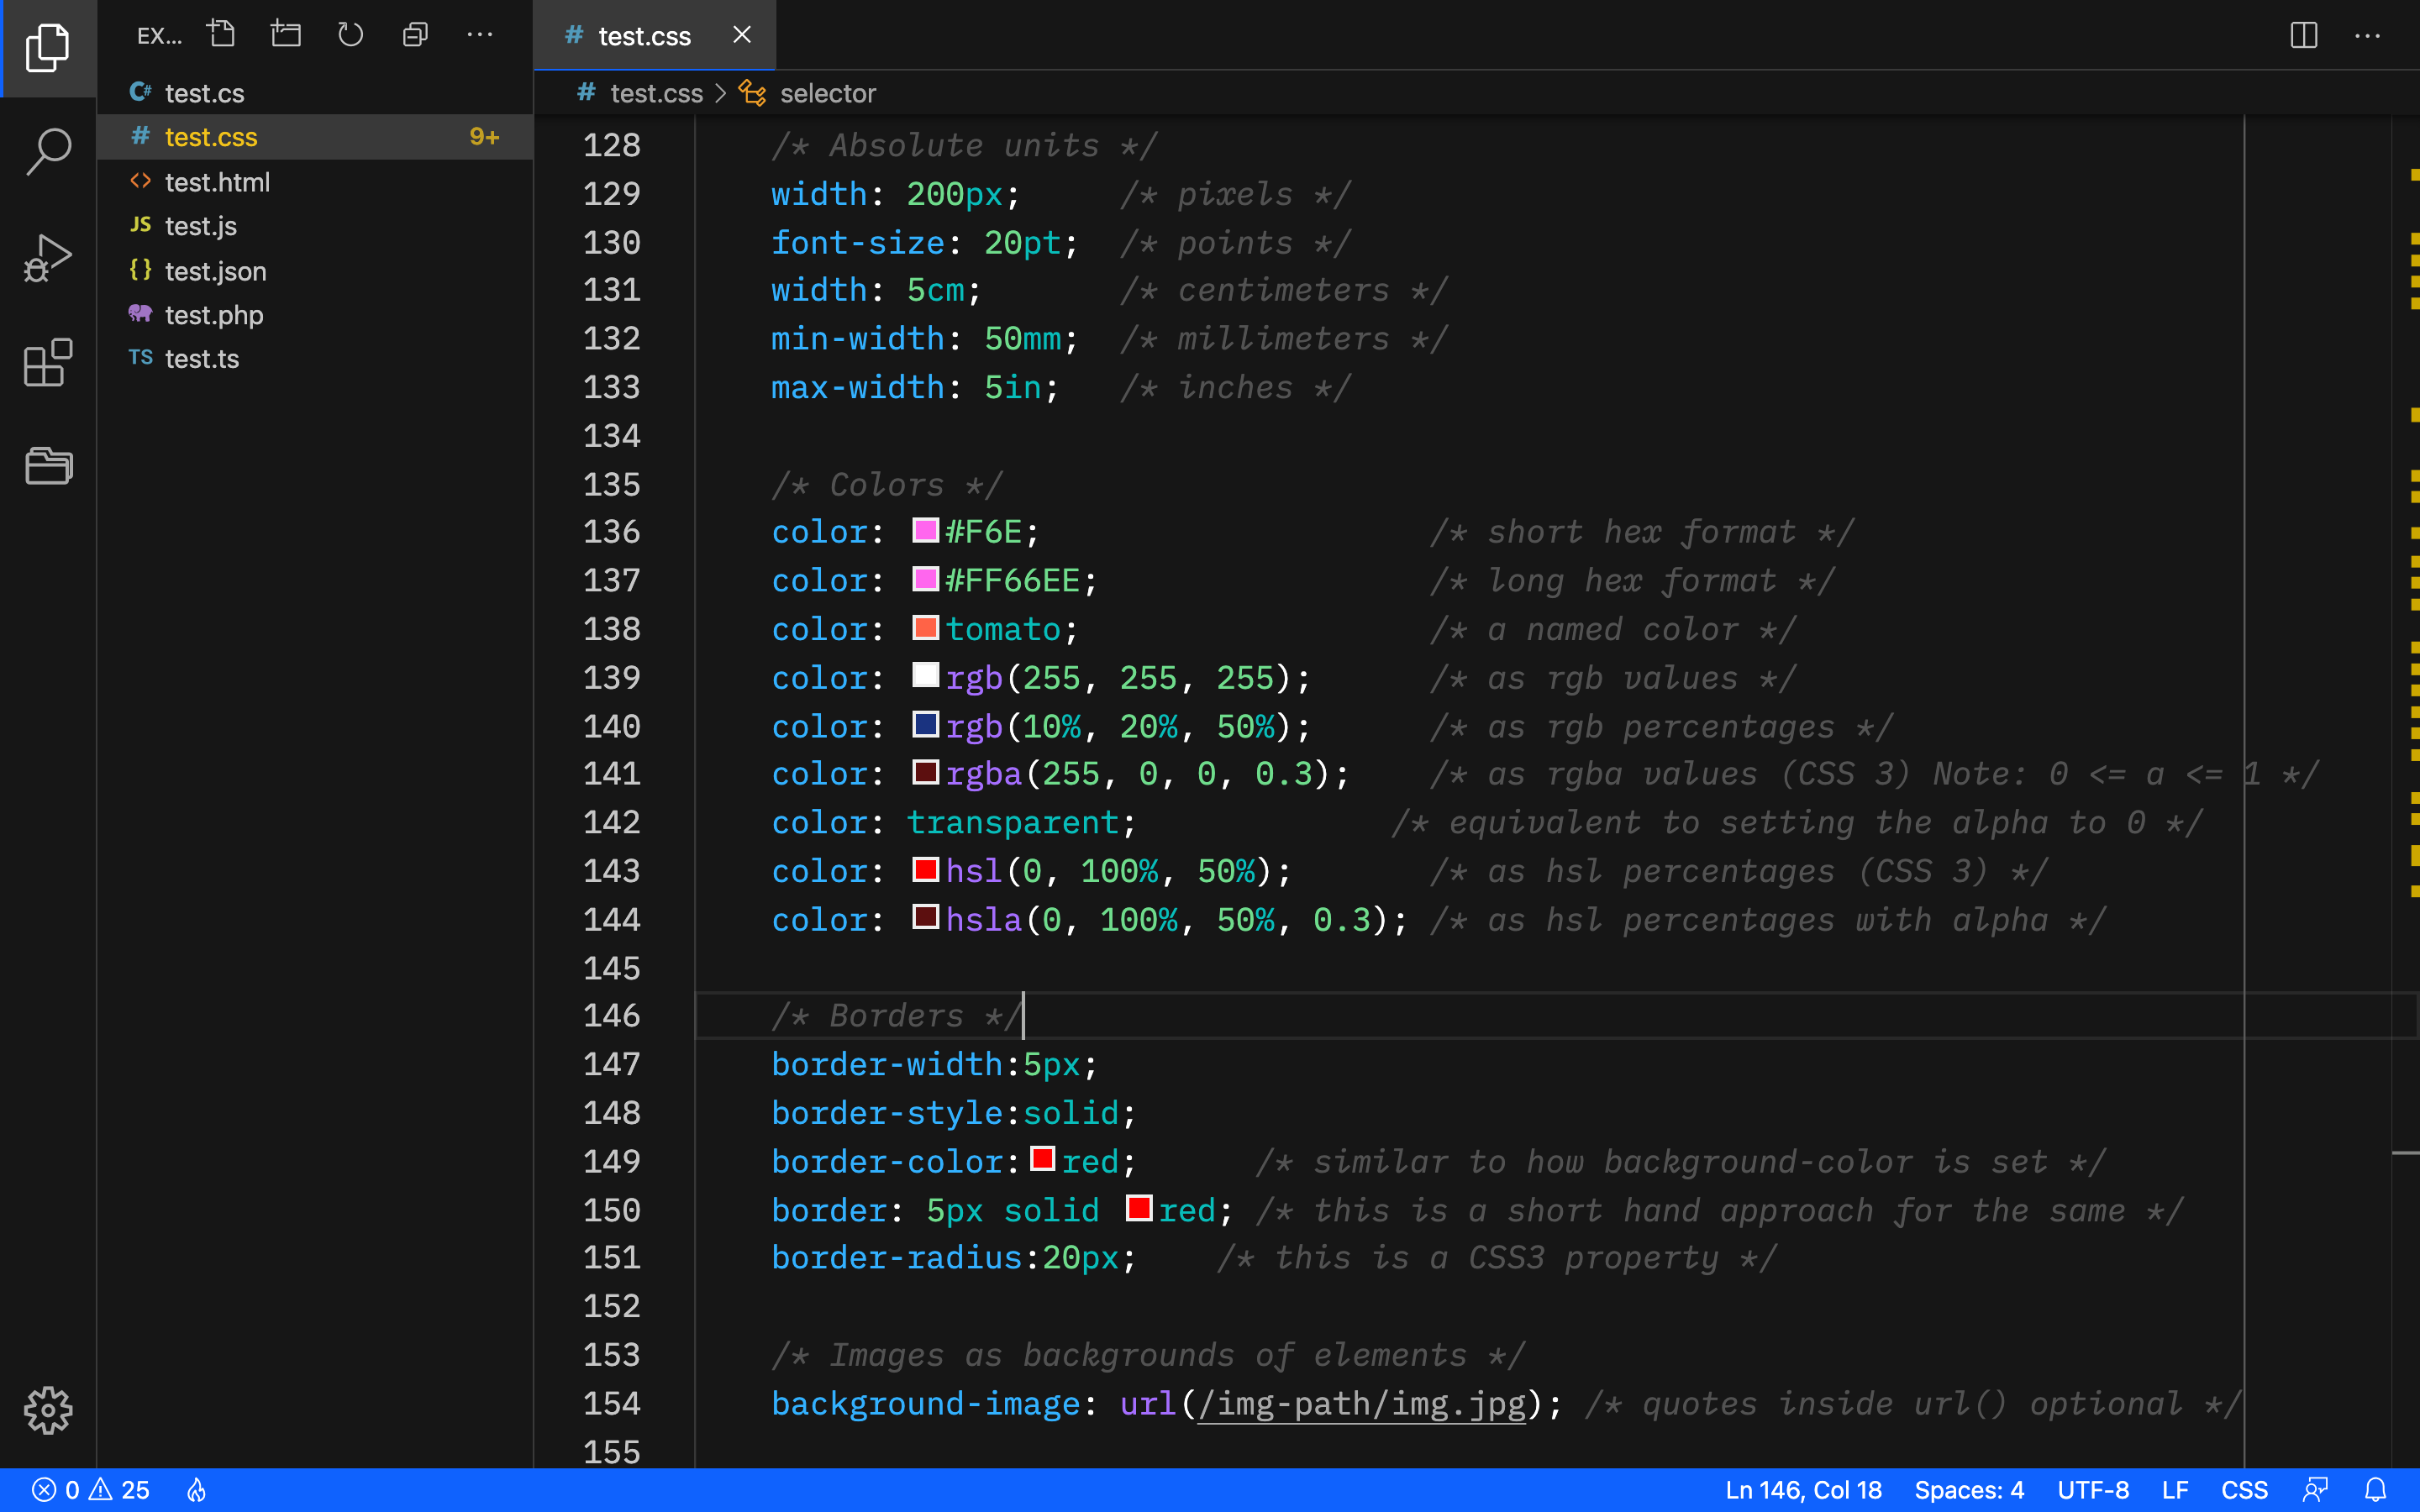 EX...
test.cs
test.css 9+
test.html
JS test.js
{} test.json
test.php
TS test.ts
# test.css
# test.css > selector
128 /* Absolute units */
129 width: 200px; /* pixels */
130 font-size: 20pt; /* points */
131 width: 5cm; /* centimeters */
132 min-width: 50mm; /* millimeters */
133 max-width: 5in; /* inches */
134
135 /* Colors */
136 color: #F6E; /* short hex format */
137 color: #FF66EE; /* long hex format */
138 color: tomato; /* a named color */
139 color: rgb(255, 255, 255); /* as rgb values */
140 color: rgb(10%, 20%, 50%); /* as rgb percentages */
141 color: rgba(255, 0, 0, 0.3); /* as rgba values (CSS 3) Note: 0 <= a <= 1 */
142 color: transparent; /* equivalent to setting the alpha to 0 */
143 color: hsl(0, 100%, 50%); /* as hsl percentages (CSS 3) */
144 color: hsla(0, 100%, 50%, 0.3); /* as hsl percentages with alpha */
145
146 /* Borders */
147 border-width:5px;
148 border-style:solid;
149 border-color:red; /* similar to how background-color is set */
150 border: 5px solid red; /* this is a short hand approach for the same */
151 border-radius:20px; /* this is a CSS3 property */
152
153 /* Images as backgrounds of elements */
154 background-image: url(/img-path/img.jpg); /* quotes inside url() optional */
155
0 25 Ln 146, Col 18 Spaces: 4 UTF-8 LF CSS